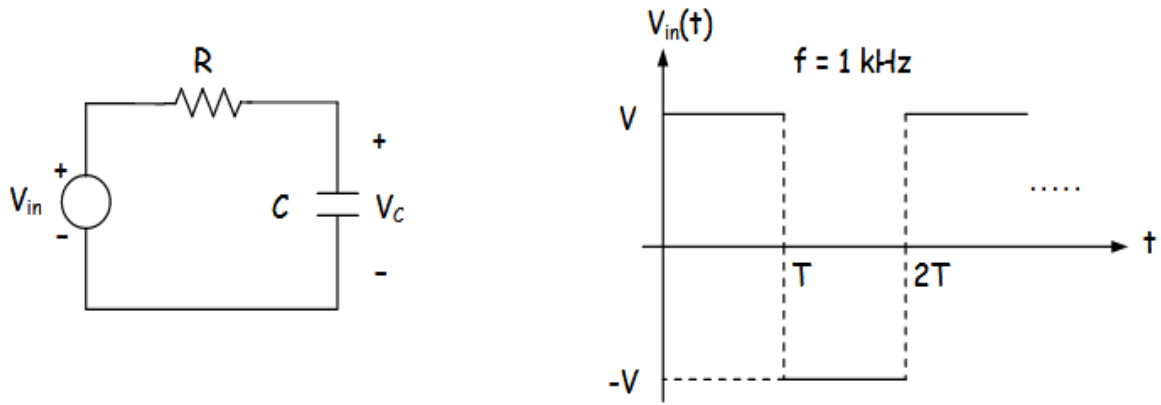 R
+
V_in
-
C
+
V_C
-
V_in(t)
f = 1 kHz
V
.....
t
T
2T
-V